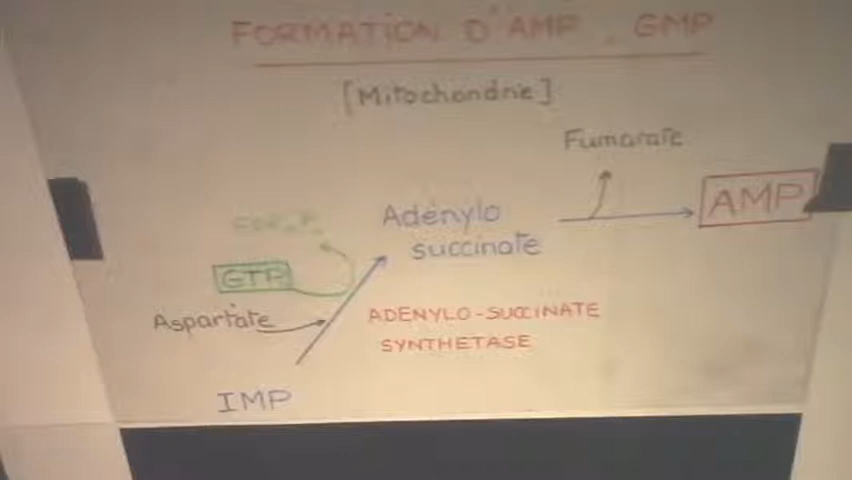 FORMATION D'AMP, GMP
[Mitochondrie]
Fumarate
AMP
Adénylo
succinate
GTP
Aspartate
ADENYLO-SUCCINATE
SYNTHETASE
IMP